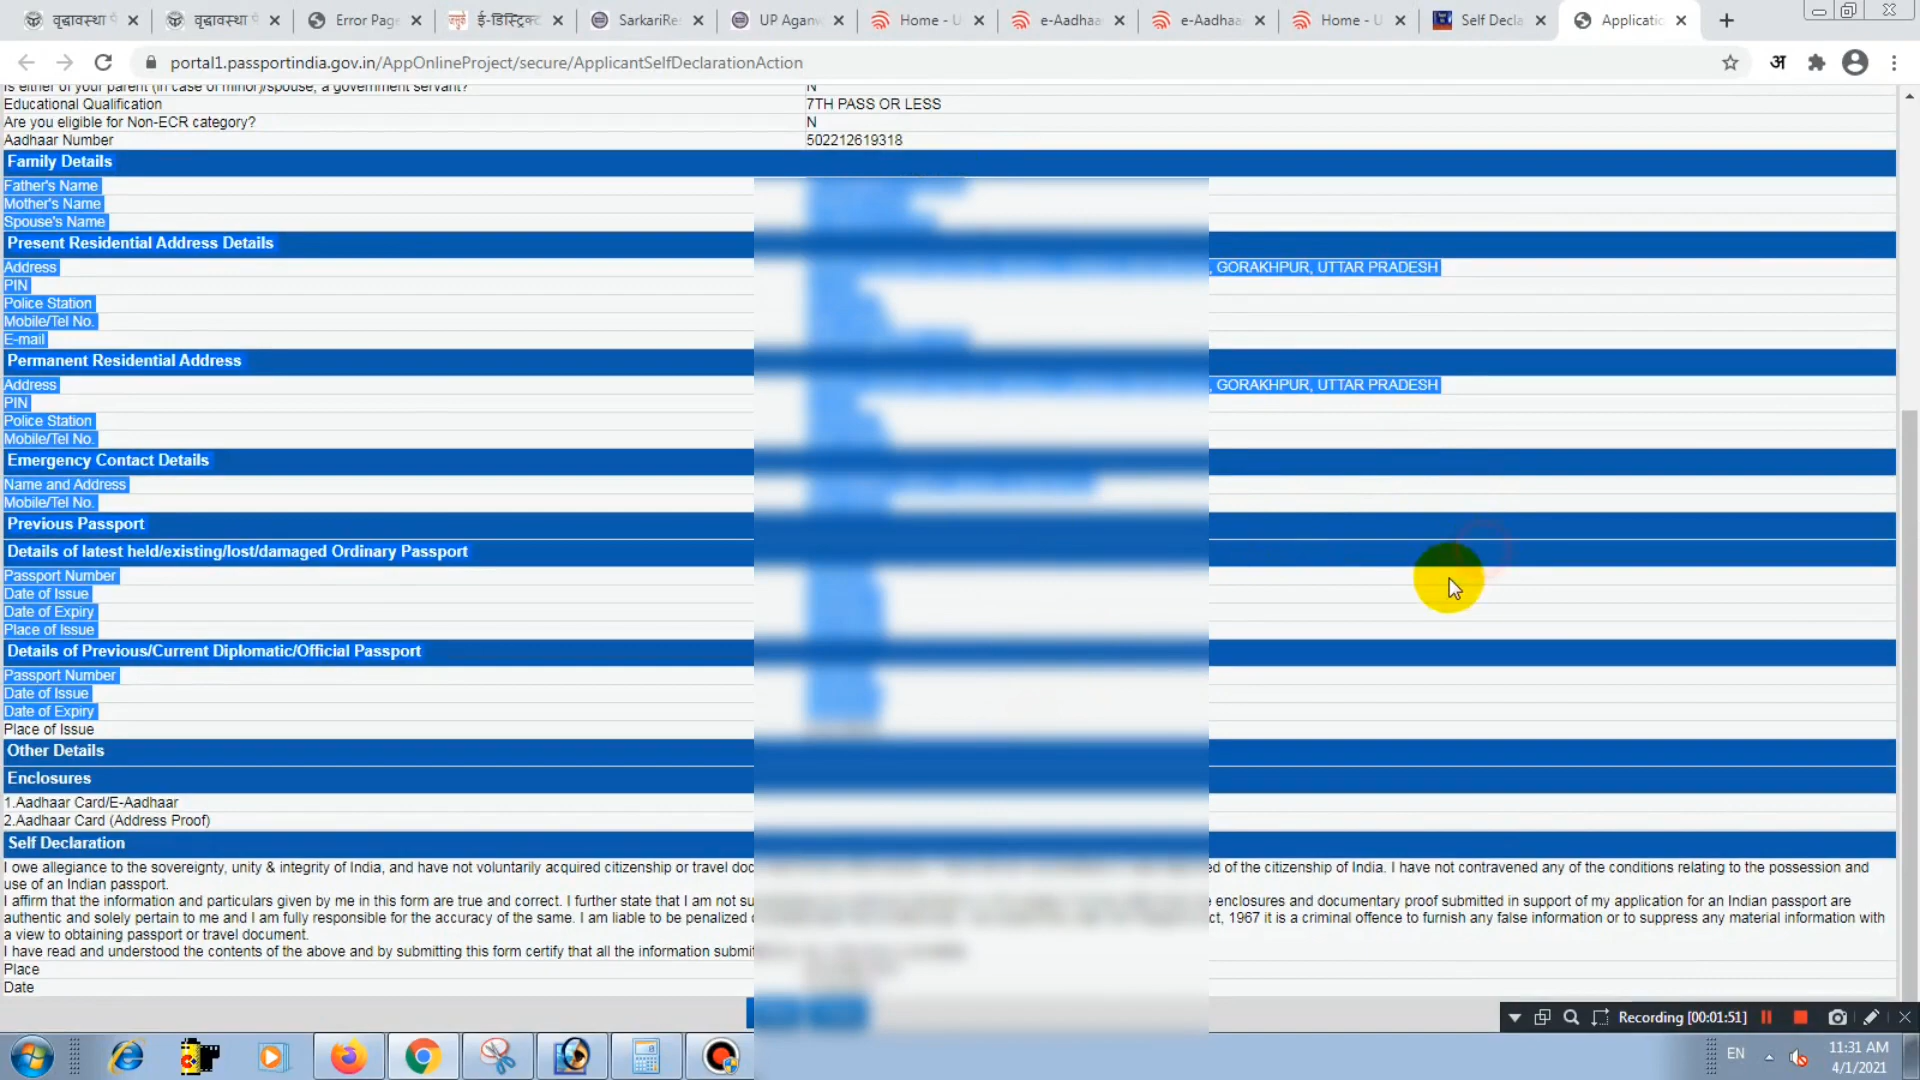 वृद्धावस्था
वृद्धावस्था
Error Page
ई-डिस्ट्रिक्ट
SarkariRe
UP Agan
Home - U
e-Aadhaa
e-Aadhaa
Home - U
Self Decla
Applicatio
portal1.passportindia.gov.in/AppOnlineProject/secure/ApplicantSelfDeclarationAction
अ
Is either of your parent (in case of minor)/spouse, a government servant? N
Educational Qualification 7TH PASS OR LESS
Are you eligible for Non-ECR category? N
Aadhaar Number 502212619318
Family Details
Father's Name
Mother's Name
Spouse's Name
Present Residential Address Details
Address , GORAKHPUR, UTTAR PRADESH
PIN
Police Station
Mobile/Tel No.
E-mail
Permanent Residential Address
Address , GORAKHPUR, UTTAR PRADESH
PIN
Police Station
Mobile/Tel No.
Emergency Contact Details
Name and Address
Mobile/Tel No.
Previous Passport
Details of latest held/existing/lost/damaged Ordinary Passport
Passport Number
Date of Issue
Date of Expiry
Place of Issue
Details of Previous/Current Diplomatic/Official Passport
Passport Number
Date of Issue
Date of Expiry
Place of Issue
Other Details
Enclosures
1.Aadhaar Card/E-Aadhaar
2.Aadhaar Card (Address Proof)
Self Declaration
I owe allegiance to the sovereignty, unity & integrity of India, and have not voluntarily acquired citizenship or travel doc ed of the citizenship of India. I have not contravened any of the conditions relating to the possession and
use of an Indian passport.
I affirm that the information and particulars given by me in this form are true and correct. I further state that I am not su e enclosures and documentary proof submitted in support of my application for an Indian passport are
authentic and solely pertain to me and I am fully responsible for the accuracy of the same. I am liable to be penalized ct, 1967 it is a criminal offence to furnish any false information or to suppress any material information with
a view to obtaining passport or travel document.
I have read and understood the contents of the above and by submitting this form certify that all the information submit
Place
Date
Recording [00:01:51]
EN
11:31 AM
4/1/2021